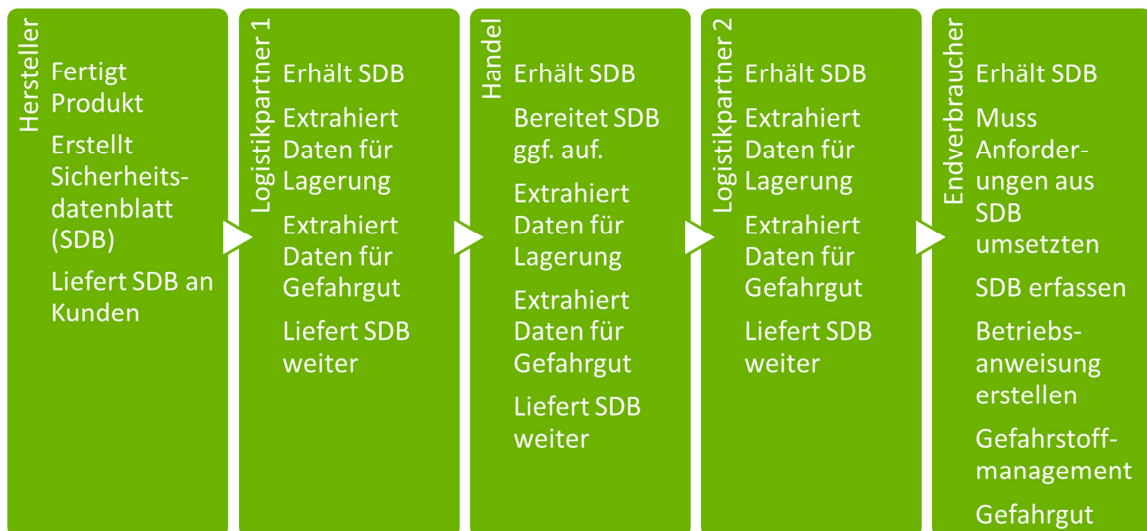 Hersteller
Fertigt
Produkt
Erstellt
Sicherheits-
datenblatt
(SDB)
Liefert SDB an
Kunden
Logistikpartner 1
Erhält SDB
Extrahiert
Daten für
Lagerung
Extrahiert
Daten für
Gefahrgut
Liefert SDB
weiter
Handel
Erhält SDB
Bereitet SDB
ggf. auf.
Extrahiert
Daten für
Lagerung
Extrahiert
Daten für
Gefahrgut
Liefert SDB
weiter
Logistikpartner 2
Erhält SDB
Extrahiert
Daten für
Lagerung
Extrahiert
Daten für
Gefahrgut
Liefert SDB
weiter
Endverbraucher
Erhält SDB
Muss
Anforder-
ungen aus
SDB
umsetzten
SDB erfassen
Betriebs-
anweisung
erstellen
Gefahrstoff-
management
Gefahrgut